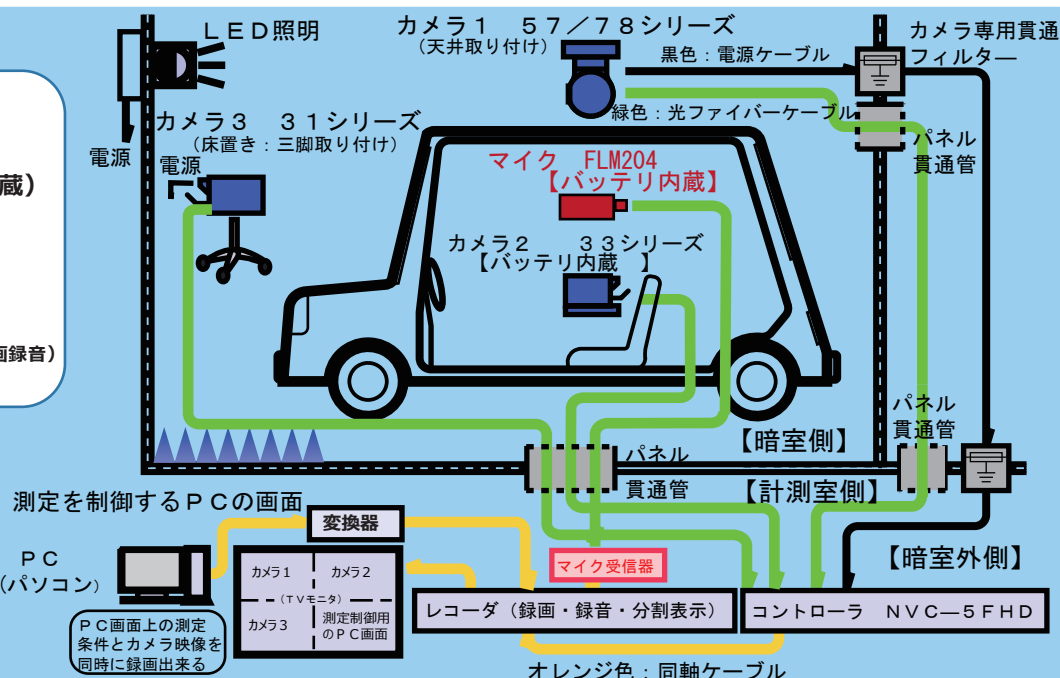 LED照明
カメラ1 57/78シリーズ
(天井取り付け)
黒色:電源ケーブル
カメラ専用貫通
フィルター
緑色:光ファイバーケーブル
パネル
貫通管
電源
カメラ3 31シリーズ
(床置き:三脚取り付け)
電源
蔵)
マイク FLM204
【バッテリ内蔵】
カメラ2 33シリーズ
【バッテリ内蔵 】
画録音)
パネル
貫通管
【暗室側】
パネル
貫通管
【計測室側】
【暗室外側】
測定を制御するPCの画面
変換器
PC
(パソコン)
カメラ1
カメラ2
(TVモニタ)
カメラ3
測定制御用
のPC画面
マイク受信器
レコーダ(録画・録音・分割表示)
コントローラ NVC—5FHD
PC画面上の測定
条件とカメラ映像を
同時に録画出来る
オレンジ色:同軸ケーブル